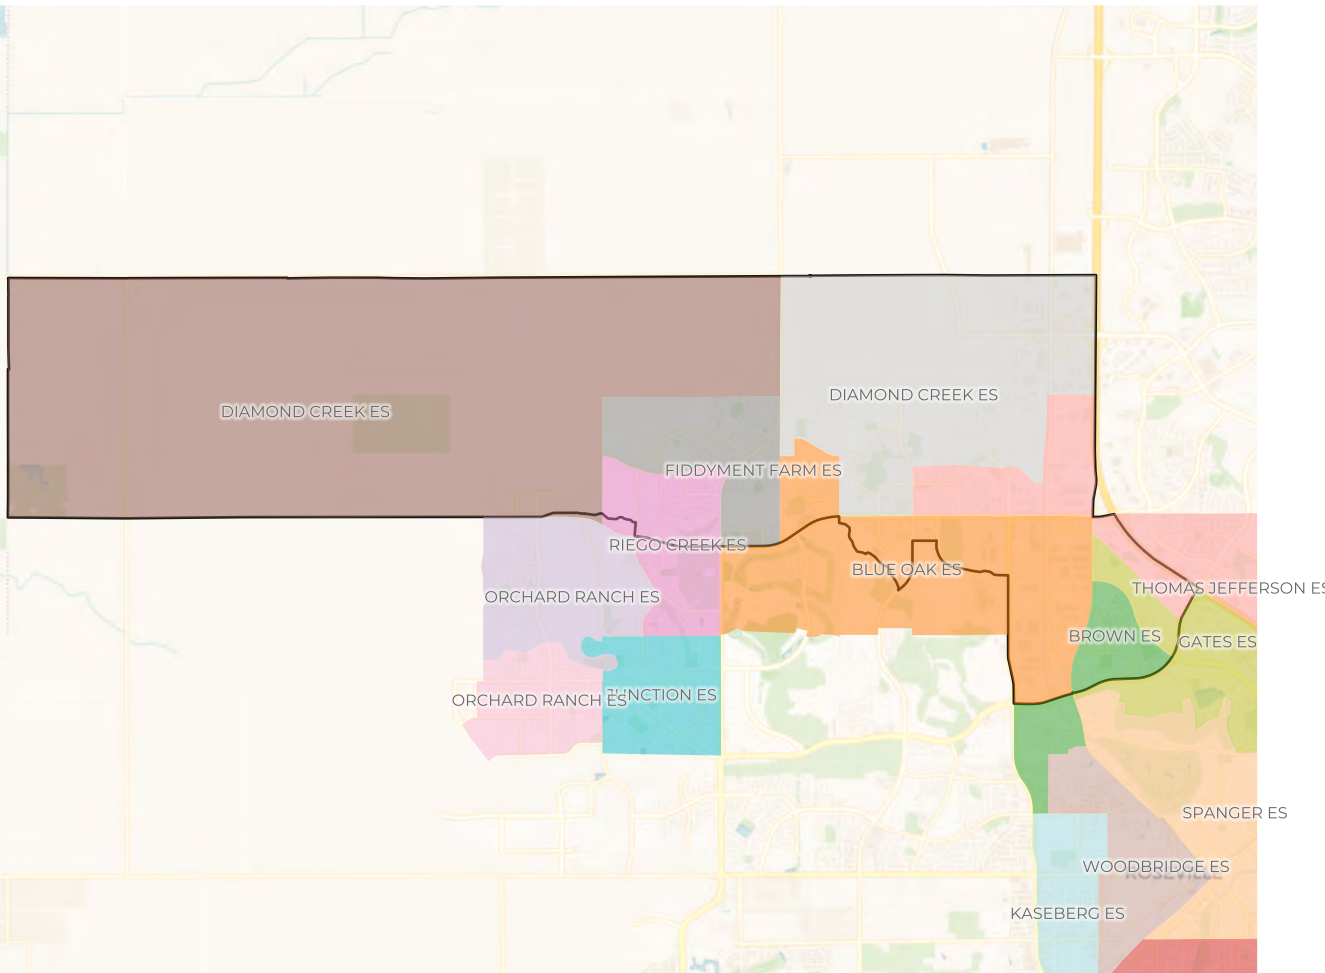 DIAMOND CREEK ES
DIAMOND CREEK ES
FIDDYMENT FARM ES
RIEGO CREEK ES
BLUE OAK ES
THOMAS JEFFERSON ES
ORCHARD RANCH ES
BROWN ES
GATES ES
ORCHARD RANCH ES
JUNCTION ES
SPANGER ES
WOODBRIDGE ES
ROSEVILLE
KASEBERG ES